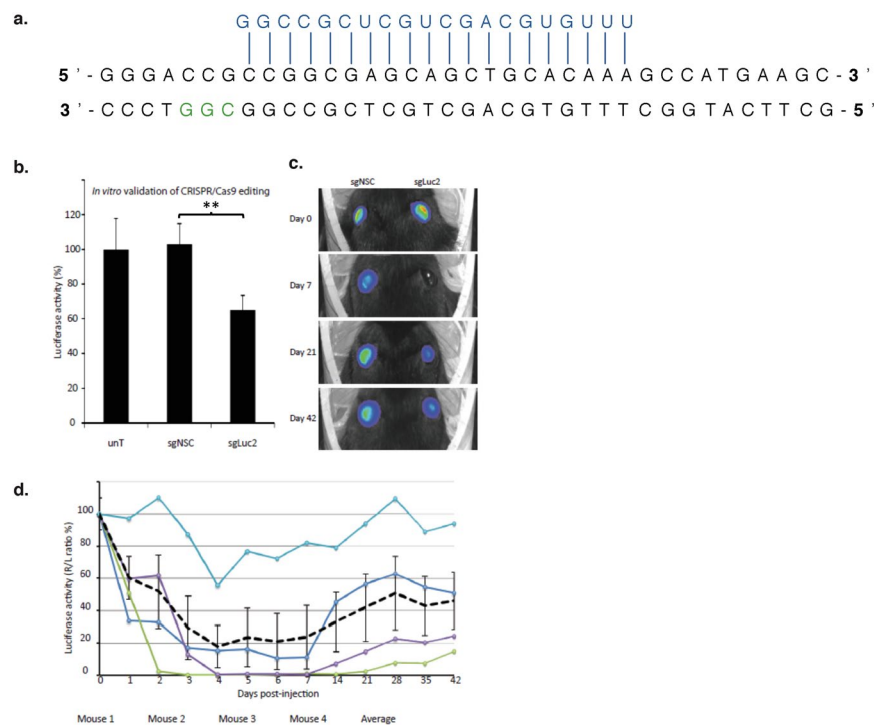 a.
G G C C G C U C G U C G A C G U G U U U
5 ' - G G G A C C G C C G G C G A G C A G C T G C A C A A A G C C A T G A A G C - 3 '
3 ' - C C C T G G C G G C C G C T C G T C G A C G T G T T T C G G T A C T T C G - 5 '
b.
In vitro validation of CRISPR/Cas9 editing
**
120
100
80
60
40
20
0
Luciferase activity (%)
unT sgNSC sgLuc2
c.
sgNSC sgLuc2
Day 0
Day 7
Day 21
Day 42
d.
100
80
60
40
20
0
Luciferase activity (R/L ratio %)
0 1 2 3 4 5 6 7 14 21 28 35 42
Days post-injection
Mouse 1 Mouse 2 Mouse 3 Mouse 4 Average